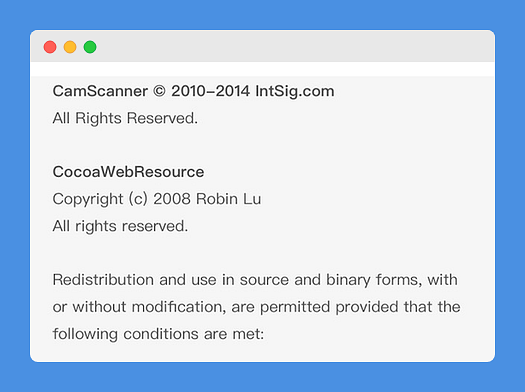 CamScanner © 2010-2014 IntSig.com
All Rights Reserved.
CocoaWebResource
Copyright (c) 2008 Robin Lu
All rights reserved.
Redistribution and use in source and binary forms, with
or without modification, are permitted provided that the
following conditions are met: